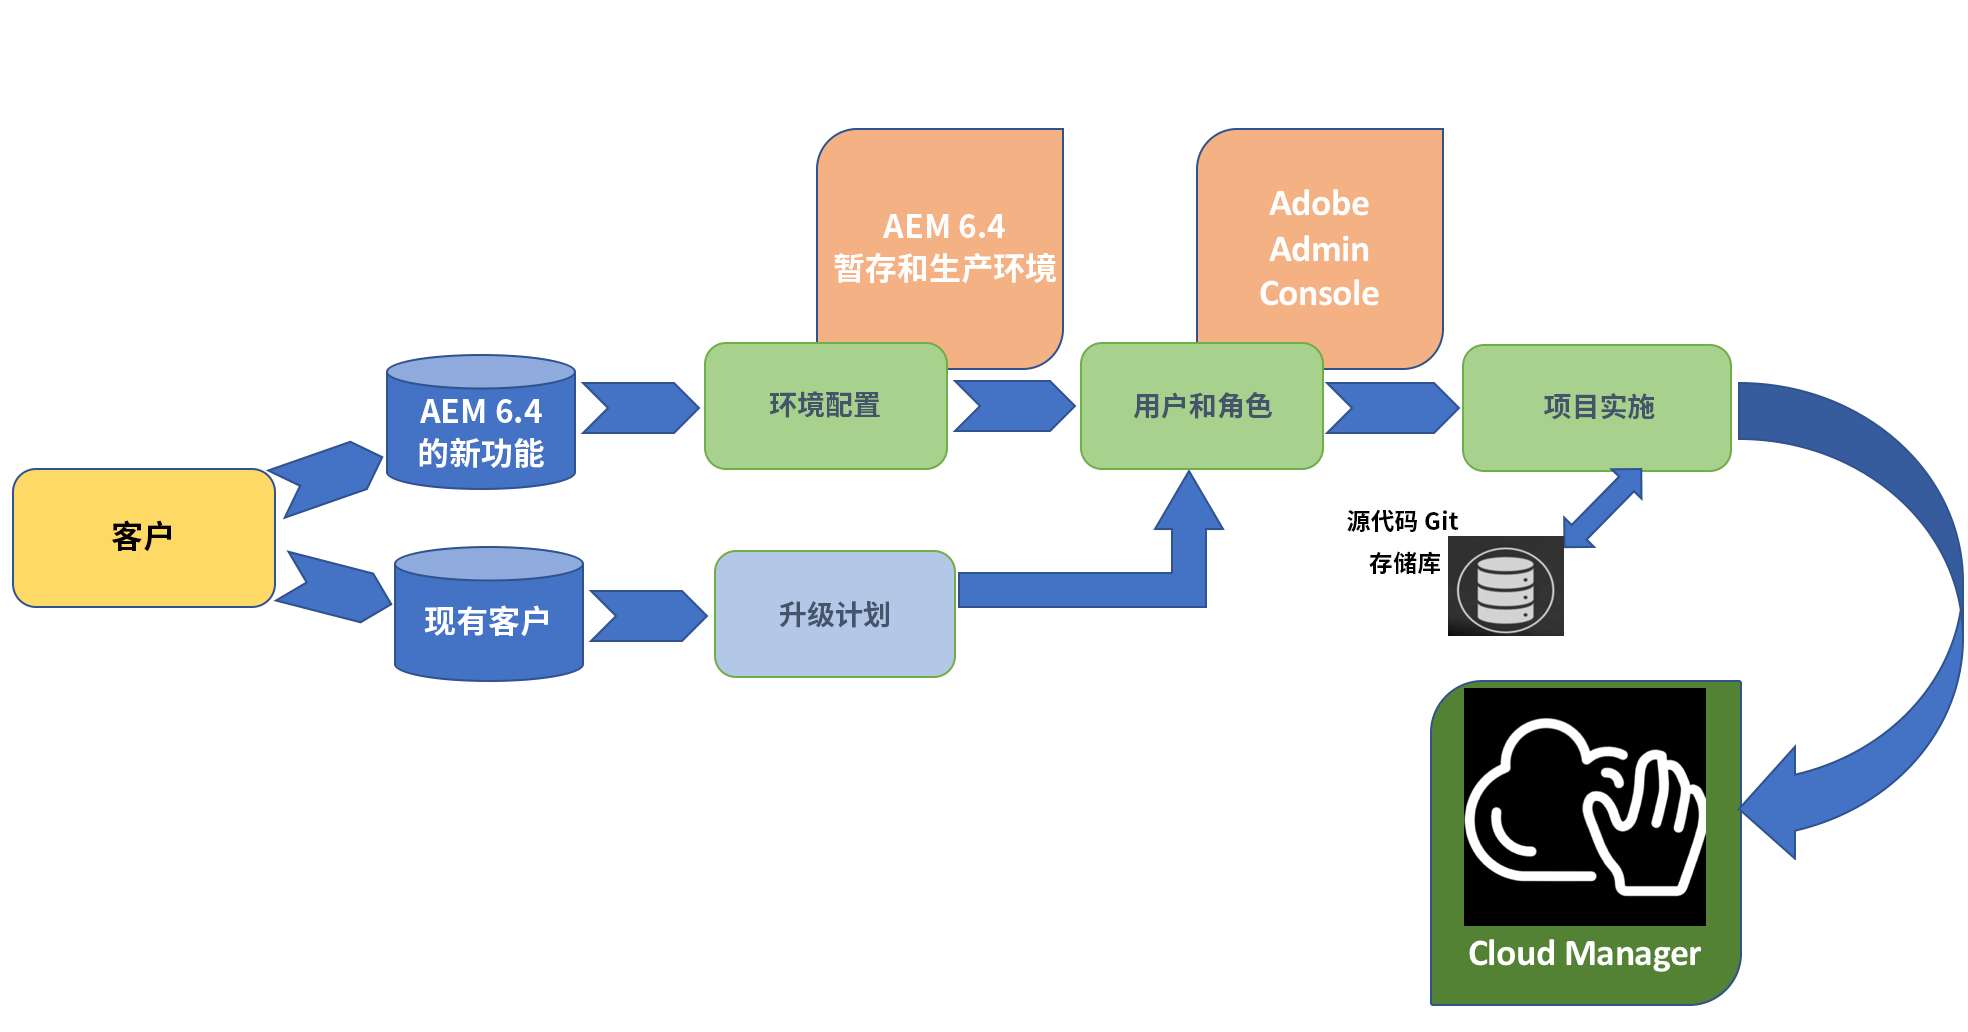 AEM 6.4
暂存和生产环境
Adobe
Admin
Console
AEM 6.4
的新功能
环境配置
用户和角色
项目实施
客户
现有客户
升级计划
源代码 Git
存储库
Cloud Manager